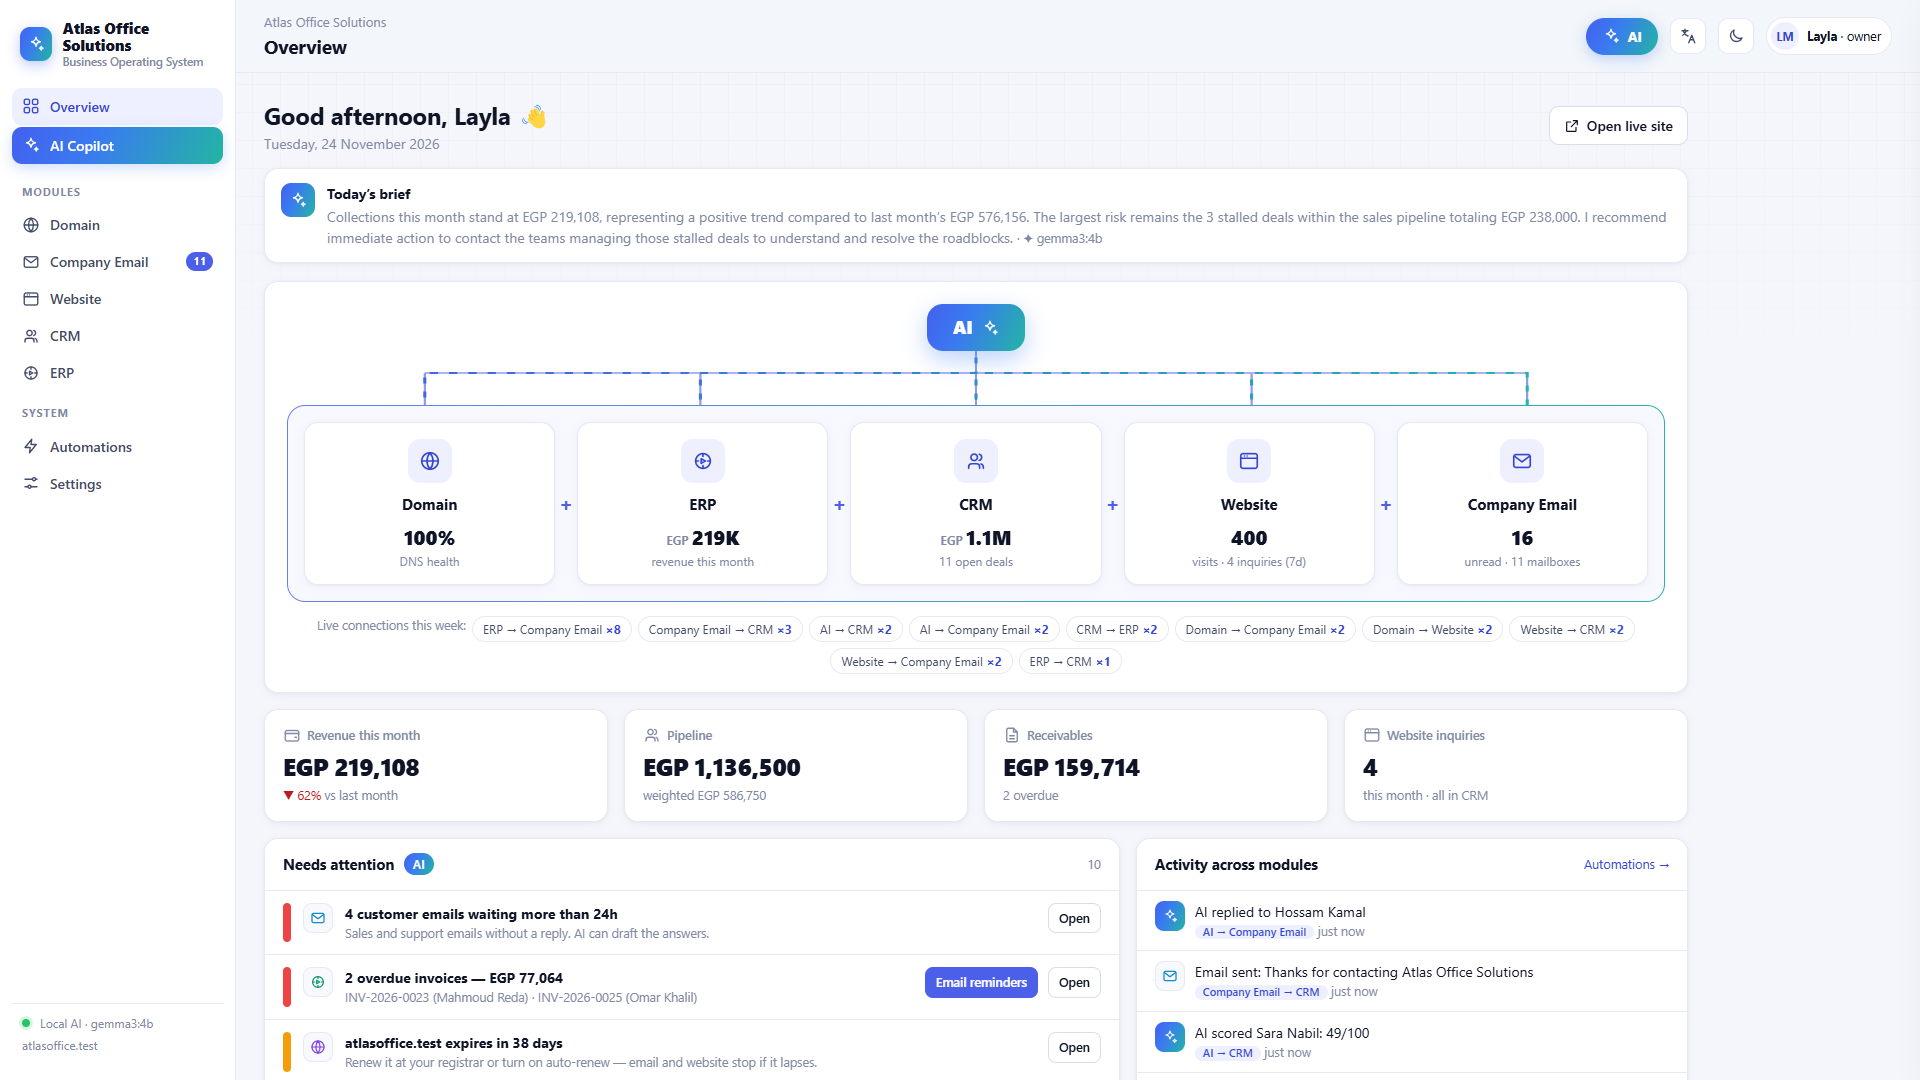 Atlas Office
Solutions
Business Operating System
Overview
AI Copilot
MODULES
Domain
Company Email 11
Website
CRM
ERP
SYSTEM
Automations
Settings
Local AI · gemma3:4b
atlasoffice.test
Atlas Office Solutions
Overview
AI
LM Layla · owner
Good afternoon, Layla 👋
Tuesday, 24 November 2026
Open live site
Today's brief
Collections this month stand at EGP 219,108, representing a positive trend compared to last month's EGP 576,156. The largest risk remains the 3 stalled deals within the sales pipeline totaling EGP 238,000. I recommend
immediate action to contact the teams managing those stalled deals to understand and resolve the roadblocks. · ✦ gemma3:4b
AI
Domain
100%
DNS health
+
ERP
EGP 219K
revenue this month
+
CRM
EGP 1.1M
11 open deals
+
Website
400
visits · 4 inquiries (7d)
+
Company Email
16
unread · 11 mailboxes
Live connections this week: ERP → Company Email ×8 Company Email → CRM ×3 AI → CRM ×2 AI → Company Email ×2 CRM → ERP ×2 Domain → Company Email ×2 Domain → Website ×2 Website → CRM ×2
Website → Company Email ×2 ERP → CRM ×1
Revenue this month
EGP 219,108
▼ 62% vs last month
Pipeline
EGP 1,136,500
weighted EGP 586,750
Receivables
EGP 159,714
2 overdue
Website inquiries
4
this month · all in CRM
Needs attention AI 10
4 customer emails waiting more than 24h
Sales and support emails without a reply. AI can draft the answers.
Open
2 overdue invoices — EGP 77,064
INV-2026-0023 (Mahmoud Reda) · INV-2026-0025 (Omar Khalil)
Email reminders Open
atlasoffice.test expires in 38 days
Renew it at your registrar or turn on auto-renew — email and website stop if it lapses.
Open
Activity across modules Automations →
AI replied to Hossam Kamal
AI → Company Email just now
Email sent: Thanks for contacting Atlas Office Solutions
Company Email → CRM just now
AI scored Sara Nabil: 49/100
AI → CRM just now